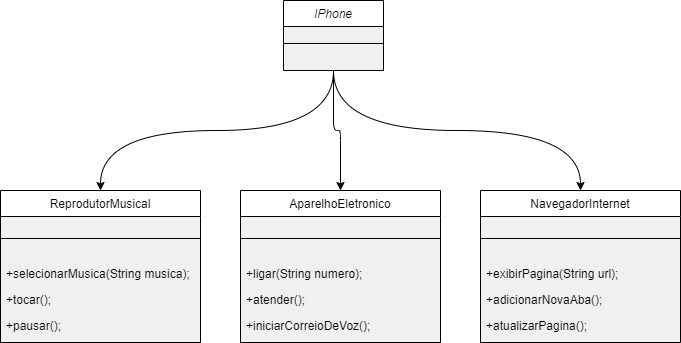 IPhone
ReprodutorMusical
+selecionarMusica(String musica);
+tocar();
+pausar();
AparelhoEletronico
+ligar(String numero);
+atender();
+iniciarCorreioDeVoz();
NavegadorInternet
+exibirPagina(String url);
+adicionarNovaAba();
+atualizarPagina();